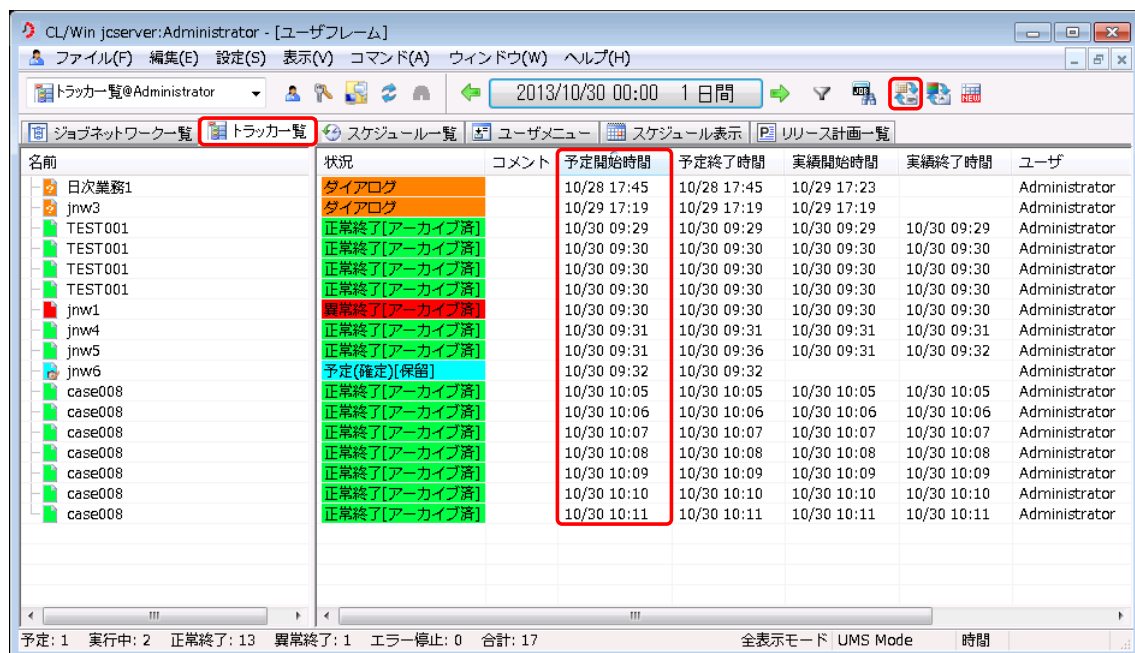 CL/Win jcserver:Administrator - [ユーザフレーム]
ファイル(F) 編集(E) 設定(S) 表示(V) コマンド(A) ウィンドウ(W) ヘルプ(H)
トラッカー一覧@Administrator 2013/10/30 00:00 1 日間 JOB NEW
ジョブネットワーク一覧 トラッカー一覧 スケジュール一覧 ユーザメニュー スケジュール表示 リリース計画一覧
名前 状況 コメント 予定開始時間 予定終了時間 実績開始時間 実績終了時間 ユーザ
日次業務1 ダイアログ 10/28 17:45 10/28 17:45 10/29 17:23 Administrator
jnw3 ダイアログ 10/29 17:19 10/29 17:19 10/29 17:19 Administrator
TEST001 正常終了[アーカイブ済] 10/30 09:29 10/30 09:29 10/30 09:29 10/30 09:29 Administrator
TEST001 正常終了[アーカイブ済] 10/30 09:30 10/30 09:30 10/30 09:30 10/30 09:30 Administrator
TEST001 正常終了[アーカイブ済] 10/30 09:30 10/30 09:30 10/30 09:30 10/30 09:30 Administrator
TEST001 正常終了[アーカイブ済] 10/30 09:30 10/30 09:30 10/30 09:30 10/30 09:30 Administrator
jnw1 異常終了[アーカイブ済] 10/30 09:30 10/30 09:30 10/30 09:30 10/30 09:30 Administrator
jnw4 正常終了[アーカイブ済] 10/30 09:31 10/30 09:31 10/30 09:31 10/30 09:31 Administrator
jnw5 正常終了[アーカイブ済] 10/30 09:31 10/30 09:36 10/30 09:31 10/30 09:32 Administrator
jnw6 予定(確定)[保留] 10/30 09:32 10/30 09:32 Administrator
case008 正常終了[アーカイブ済] 10/30 10:05 10/30 10:05 10/30 10:05 10/30 10:05 Administrator
case008 正常終了[アーカイブ済] 10/30 10:06 10/30 10:06 10/30 10:06 10/30 10:06 Administrator
case008 正常終了[アーカイブ済] 10/30 10:07 10/30 10:07 10/30 10:07 10/30 10:07 Administrator
case008 正常終了[アーカイブ済] 10/30 10:08 10/30 10:08 10/30 10:08 10/30 10:08 Administrator
case008 正常終了[アーカイブ済] 10/30 10:09 10/30 10:09 10/30 10:09 10/30 10:09 Administrator
case008 正常終了[アーカイブ済] 10/30 10:10 10/30 10:10 10/30 10:10 10/30 10:10 Administrator
case008 正常終了[アーカイブ済] 10/30 10:11 10/30 10:11 10/30 10:11 10/30 10:11 Administrator
予定: 1 実行中: 2 正常終了: 13 異常終了: 1 エラー停止: 0 合計: 17 全表示モード UMS Mode 時間